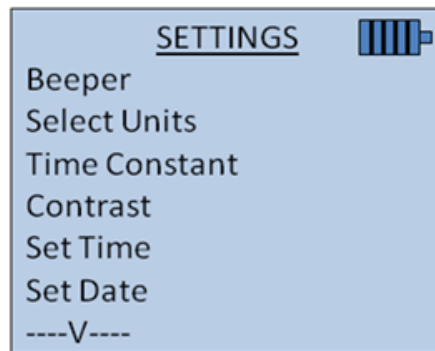 SETTINGS
Beeper
Select Units
Time Constant
Contrast
Set Time
Set Date
----V----